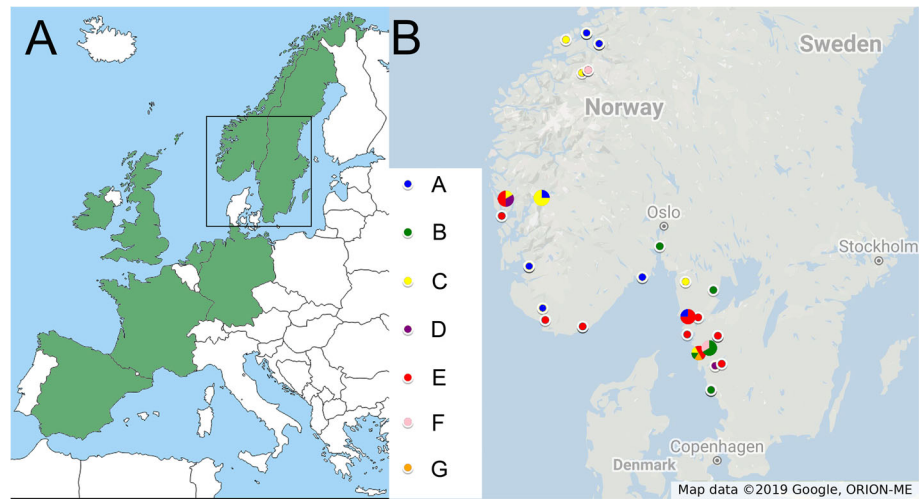 A
B
Sweden
Norway
A
Oslo
B
Stockholm
C
D
E
F
Copenhagen
G
Denmark
Map data ©2019 Google, ORION-ME